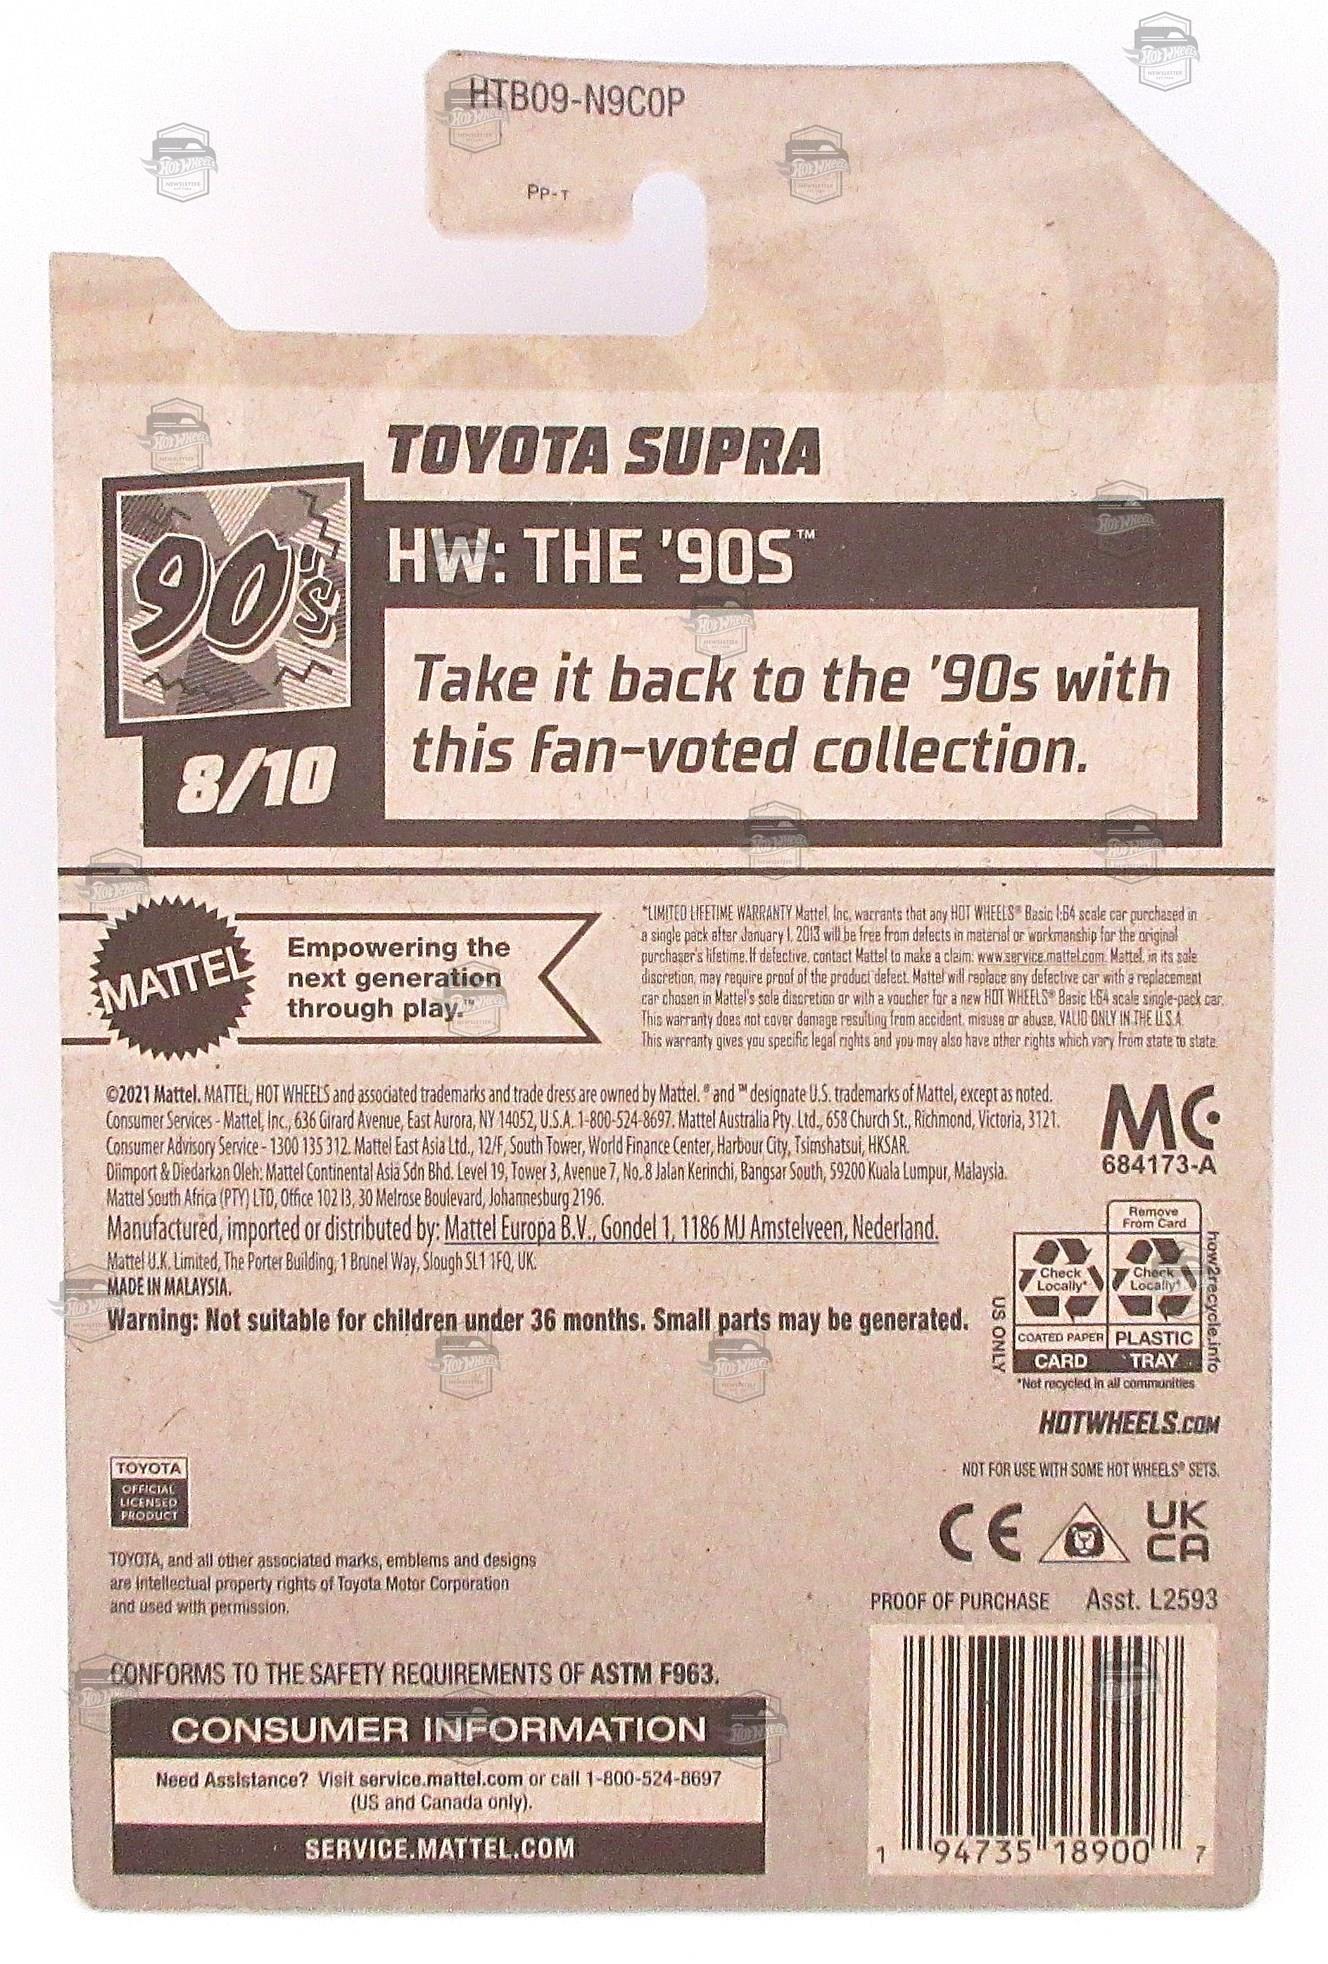 HTB09-N9C0P
PP-T
TOYOTA SUPRA
90's
HW: THE '90S™
Take it back to the '90s with
this fan-voted collection.
8/10
MATTEL
Empowering the
next generation
through play.™
*LIMITED LIFETIME WARRANTY Mattel, Inc. warrants that any HOT WHEELS® Basic 1:64 scale car purchased in
a single pack after January 1, 2013 will be free from defects in material or workmanship for the original
purchaser's lifetime. If defective, contact Mattel to make a claim: www.service.mattel.com. Mattel, in its sole
discretion, may require proof of the product defect. Mattel will replace any defective car with a replacement
car chosen in Mattel's sole discretion or with a voucher for a new HOT WHEELS® Basic 1:64 scale single-pack car.
This warranty does not cover damage resulting from accident, misuse or abuse. VALID ONLY IN THE U.S.A.
This warranty gives you specific legal rights and you may also have other rights which vary from state to state.
©2021 Mattel. MATTEL, HOT WHEELS and associated trademarks and trade dress are owned by Mattel. ® and ™ designate U.S. trademarks of Mattel, except as noted.
Consumer Services - Mattel, Inc., 636 Girard Avenue, East Aurora, NY 14052, U.S.A. 1-800-524-8697. Mattel Australia Pty. Ltd., 658 Church St., Richmond, Victoria, 3121.
Consumer Advisory Service - 1300 135 312. Mattel East Asia Ltd., 12/F, South Tower, World Finance Center, Harbour City, Tsimshatsui, HKSAR.
Diimport & Diedarkan Oleh: Mattel Continental Asia Sdn Bhd. Level 19, Tower 3, Avenue 7, No. 8 Jalan Kerinchi, Bangsar South, 59200 Kuala Lumpur, Malaysia.
Mattel South Africa (PTY) LTD, Office 102 I3, 30 Melrose Boulevard, Johannesburg 2196.
Manufactured, imported or distributed by: Mattel Europa B.V., Gondel 1, 1186 MJ Amstelveen, Nederland.
Mattel U.K. Limited, The Porter Building, 1 Brunel Way, Slough SL1 1FQ, UK.
MADE IN MALAYSIA.
Warning: Not suitable for children under 36 months. Small parts may be generated.
MC
684173-A
Remove
From Card
Check
Locally*
Check
Locally*
COATED PAPER
PLASTIC
CARD
TRAY
US ONLY
how2recycle.info
*Not recycled in all communities
HOTWHEELS.COM
NOT FOR USE WITH SOME HOT WHEELS® SETS.
CE
UK
CA
TOYOTA
OFFICIAL
LICENSED
PRODUCT
TOYOTA, and all other associated marks, emblems and designs
are intellectual property rights of Toyota Motor Corporation
and used with permission.
PROOF OF PURCHASE Asst. L2593
CONFORMS TO THE SAFETY REQUIREMENTS OF ASTM F963.
CONSUMER INFORMATION
Need Assistance? Visit service.mattel.com or call 1-800-524-8697
(US and Canada only).
SERVICE.MATTEL.COM
1 94735 18900 7